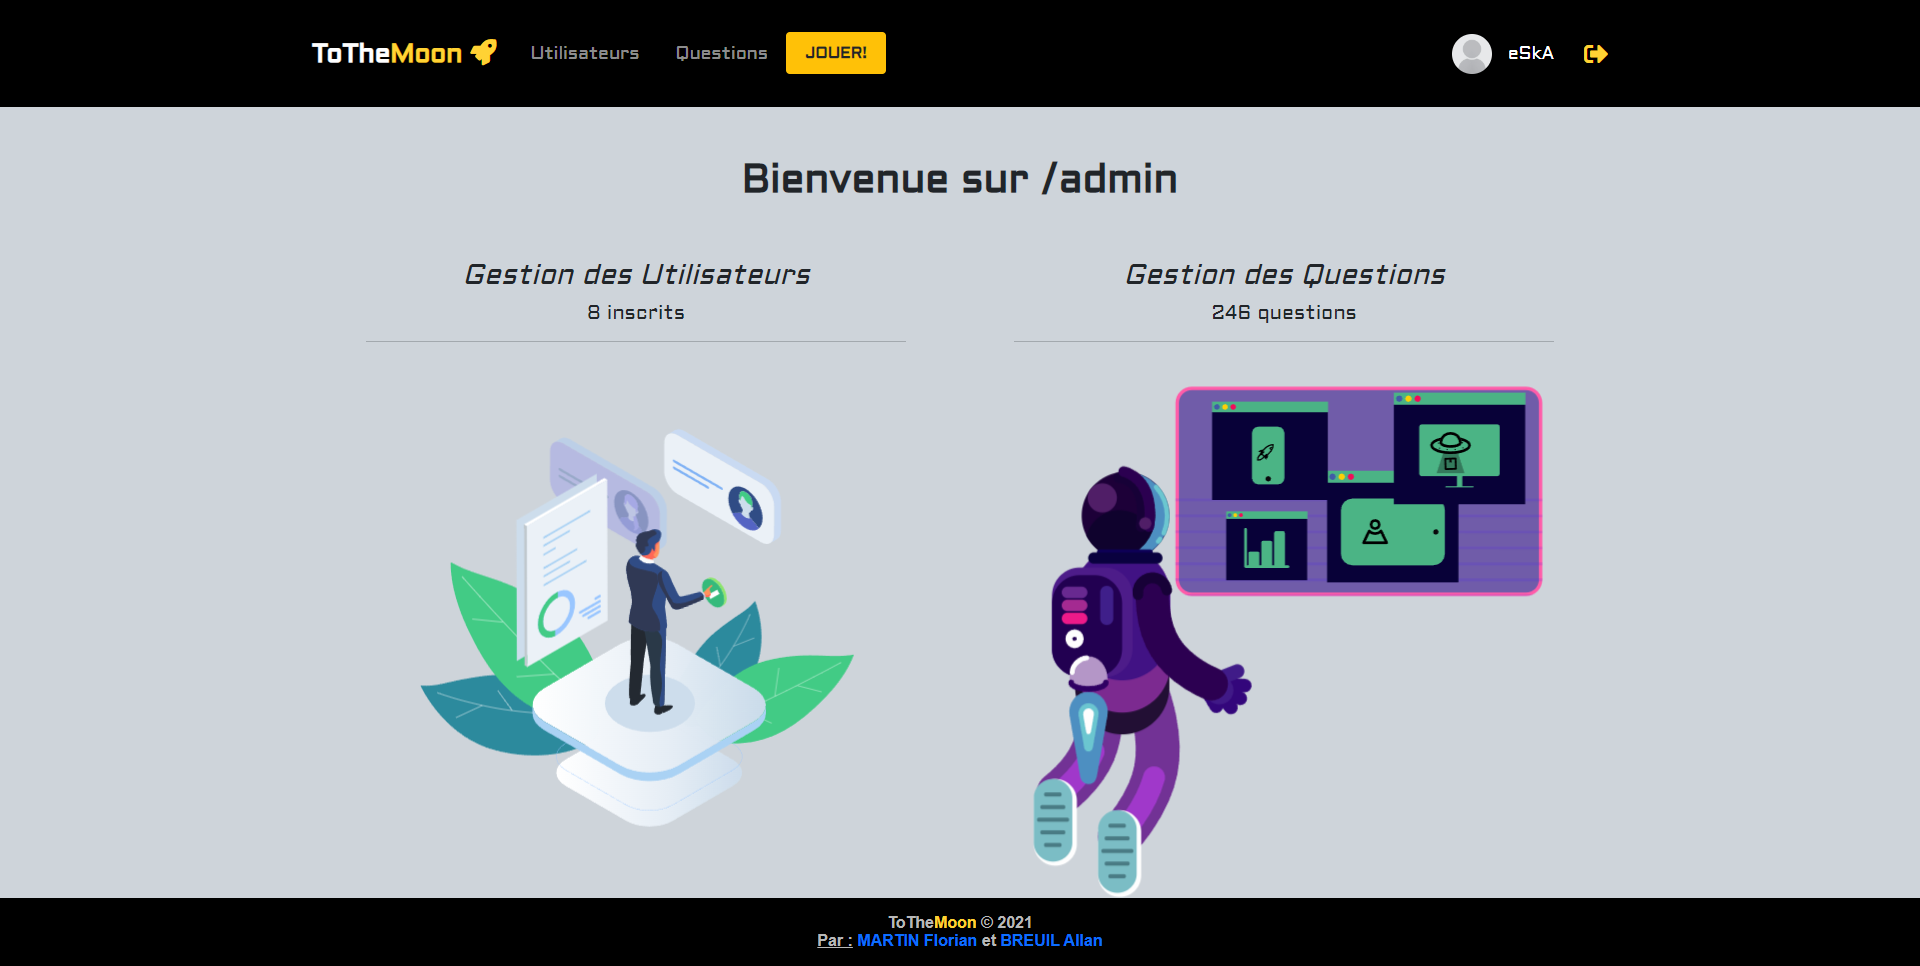 ToTheMoon
Utilisateurs
Questions
JOUER!
eSkA
Bienvenue sur /admin
Gestion des Utilisateurs
8 inscrits
Gestion des Questions
246 questions
ToTheMoon © 2021
Par : MARTIN Florian et BREUIL Allan